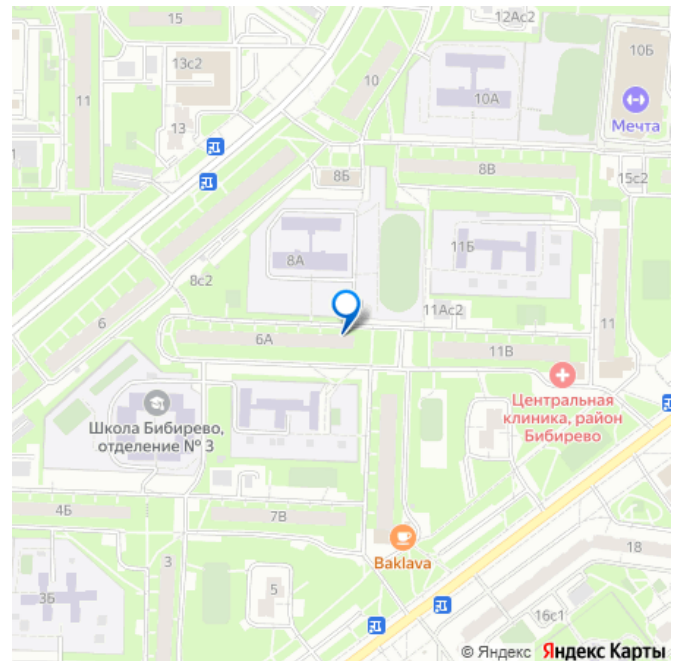 15
12Ас2
13с2
10Б
11
10
10А
Мечта
13
1
8Б
8В
15с2
11Б
8А
8с2
11Ас2
6
6А
11В
11
Центральная
клиника, район
Бибирево
Школа Бибирево,
отделение № 3
4Б
7В
Baklava
18
3
5
3Б
16с1
© Яндекс Яндекс Карты